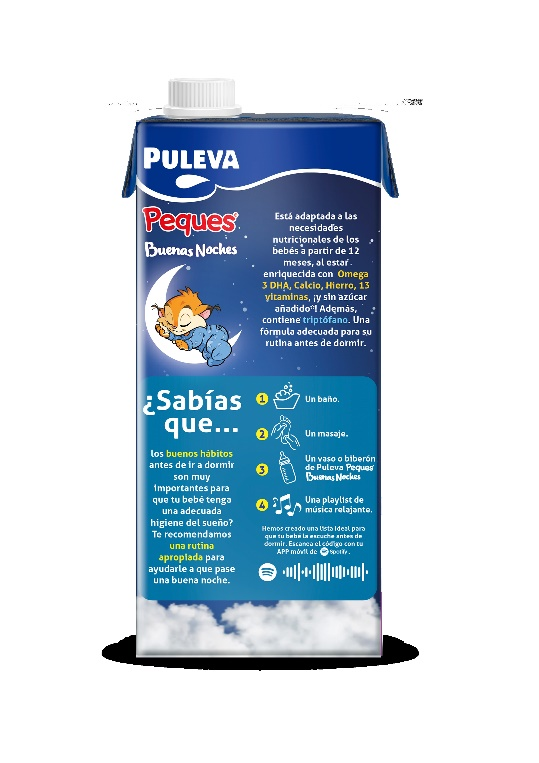 PULEVA
Peques
Buenas Noches
Está adaptada a las
necesidades
nutricionales de los
bebés a partir de 12
meses, al estar
enriquecida con Omega
3 DHA, Calcio, Hierro, 13
vitaminas, ¡y sin azúcar
añadido*! Además,
contiene triptófano. Una
fórmula adecuada para su
rutina antes de dormir.
¿Sabías
que...
los buenos hábitos
antes de ir a dormir
son muy
importantes para
que tu bebé tenga
una adecuada
higiene del sueño?
Te recomendamos
una rutina
apropiada para
ayudarle a que pase
una buena noche.
1 Un baño.
2 Un masaje.
3 Un vaso o biberón
de Puleva Peques
Buenas Noches
4 Una playlist de
música relajante.
Hemos creado una lista ideal para
que tu bebé la escuche antes de
dormir. Escanea el código con tu
APP móvil de Spotify.